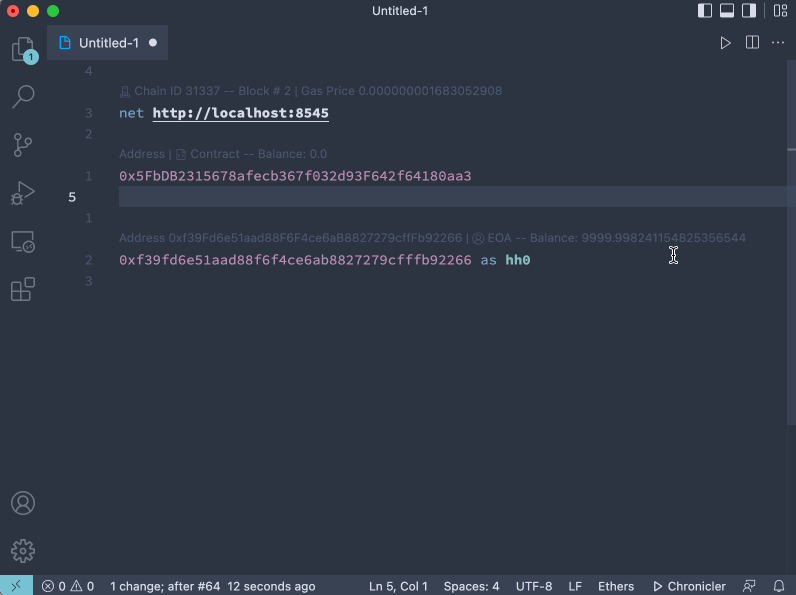 Untitled-1
1
Untitled-1
4
Chain ID 31337 -- Block # 2 | Gas Price 0.000000001683052908
3 net http://localhost:8545
2
Address | Contract -- Balance: 0.0
1 0x5FbDB2315678afecb367f032d93F642f64180aa3
5
1
Address 0xf39Fd6e51aad88F6F4ce6aB8827279cffFb92266 | EOA -- Balance: 9999.998241154825356544
2 0xf39fd6e51aad88f6f4ce6ab8827279cfffb92266 as hh0
3
0 0 1 change; after #64 12 seconds ago Ln 5, Col 1 Spaces: 4 UTF-8 LF Ethers Chronicler